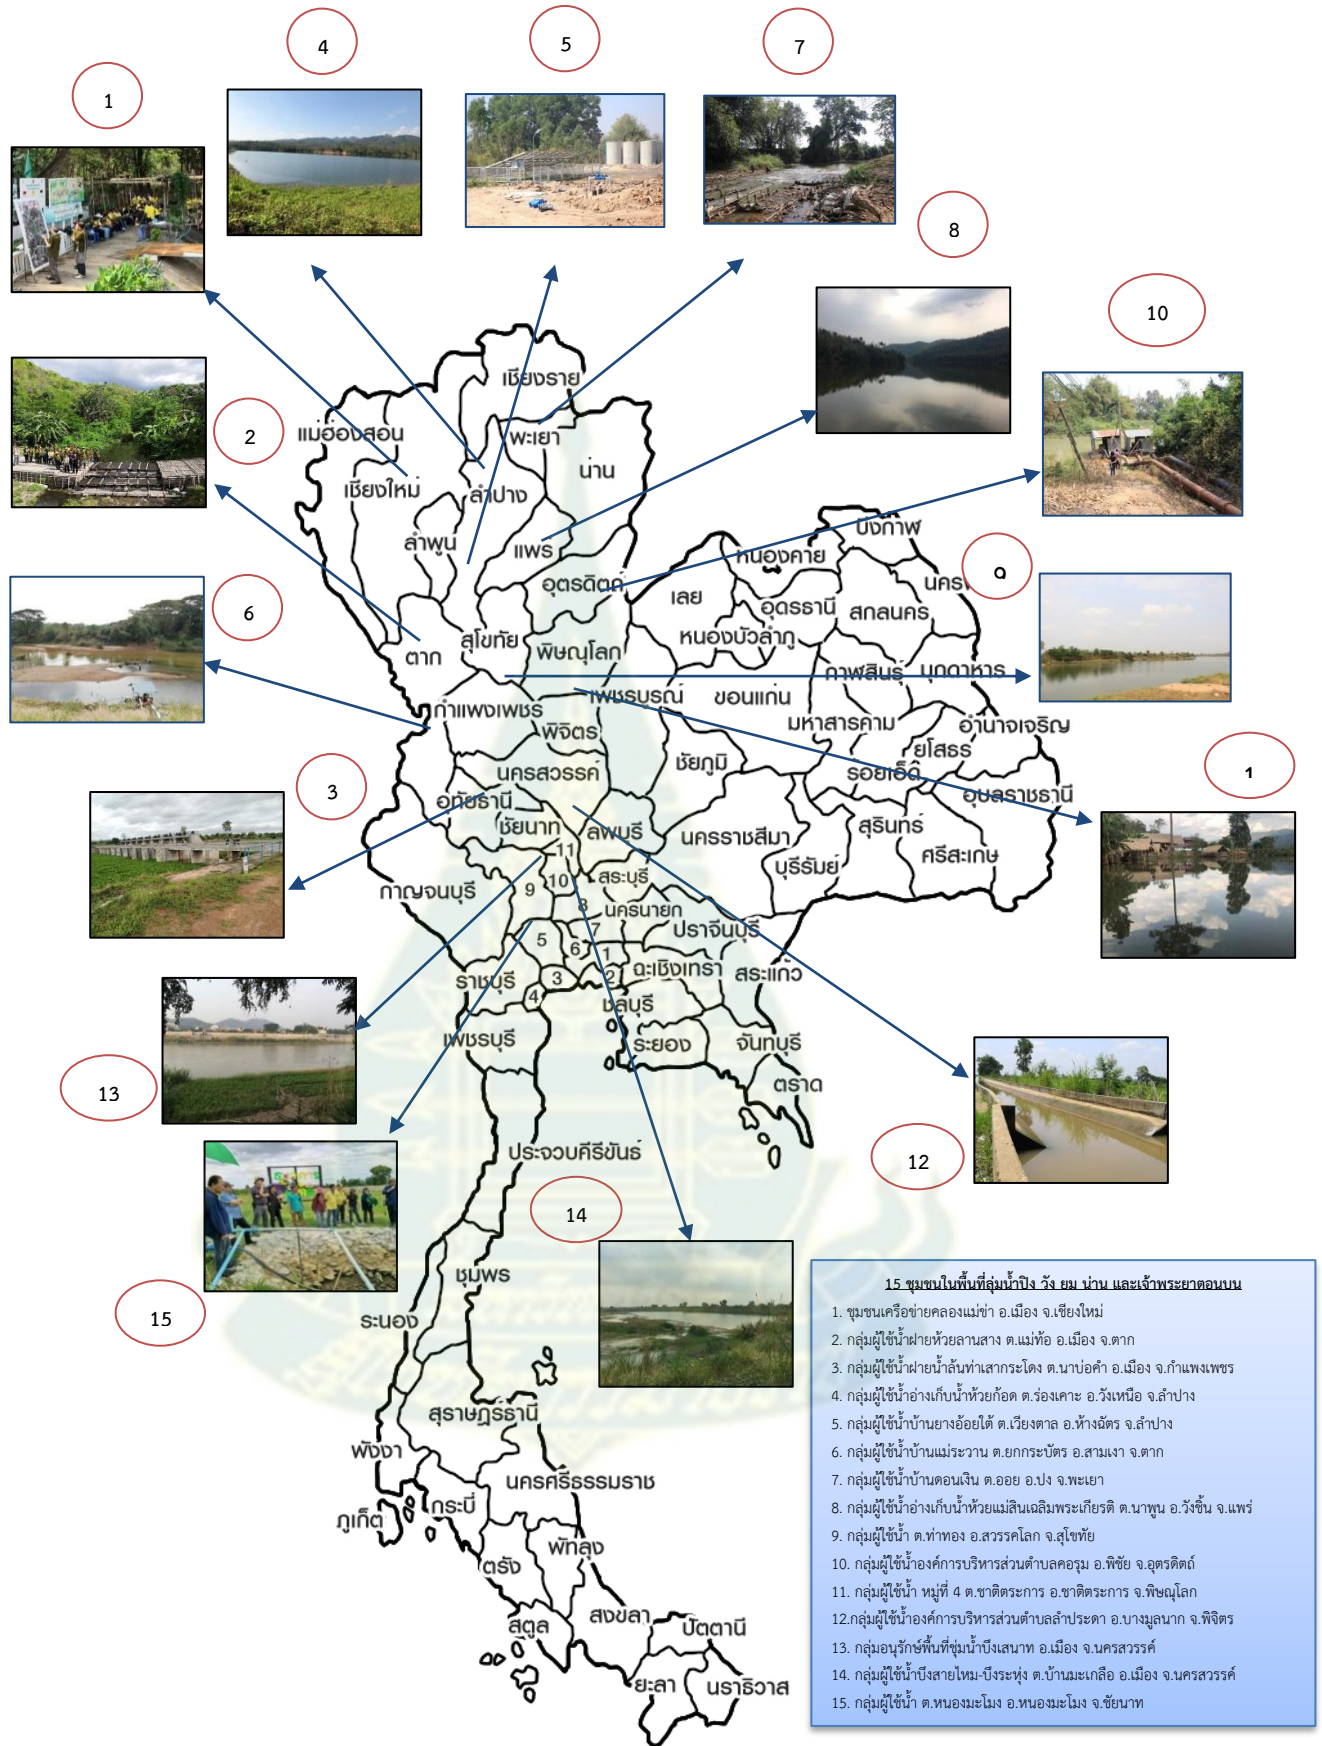 4
5
7
1
8
10
2
9
6
3
1
13
12
14
15
เชียงราย
แม่ฮ่องสอน
พะเยา
น่าน
เชียงใหม่
ลำปาง
ลำพูน
แพร่
บึงกาฬ
หนองคาย
อุตรดิตถ์
เลย
อุดรธานี
สกลนคร
นคร
ตาก
สุโขทัย
พิษณุโลก
หนองบัวลำภู
กำแพงเพชร
เพชรบูรณ์
ขอนแก่น
กาฬสินธุ์
มุกดาหาร
พิจิตร
มหาสารคาม
อำนาจเจริญ
นครสวรรค์
ชัยภูมิ
ร้อยเอ็ด
ยโสธร
อุทัยธานี
อุบลราชธานี
ชัยนาท
ลพบุรี
นครราชสีมา
สุรินทร์
ศรีสะเกษ
บุรีรัมย์
11
กาญจนบุรี
9
10
สระบุรี
8
นครนายก
7
ปราจีนบุรี
5
6
1
ราชบุรี
3
2
ฉะเชิงเทรา
สระแก้ว
4
ชลบุรี
เพชรบุรี
ระยอง
จันทบุรี
ตราด
ประจวบคีรีขันธ์
ชุมพร
ระนอง
สุราษฎร์ธานี
พังงา
นครศรีธรรมราช
ภูเก็ต
กระบี่
ตรัง
พัทลุง
สตูล
สงขลา
ปัตตานี
ยะลา
นราธิวาส
15 ชุมชนในพื้นที่ลุ่มน้ำปิง วัง ยม น่าน และเจ้าพระยาตอนบน
1. ชุมชนเครือข่ายคลองแม่ข่า อ.เมือง จ.เชียงใหม่
2. กลุ่มผู้ใช้น้ำฝายห้วยลานสาง ต.แม่ท้อ อ.เมือง จ.ตาก
3. กลุ่มผู้ใช้น้ำฝายน้ำล้นท่าเสากระโดง ต.นาบ่อคำ อ.เมือง จ.กำแพงเพชร
4. กลุ่มผู้ใช้น้ำอ่างเก็บน้ำห้วยก้อด ต.ร่องเคาะ อ.วังเหนือ จ.ลำปาง
5. กลุ่มผู้ใช้น้ำบ้านยางอ้อยใต้ ต.เวียงตาล อ.ห้างฉัตร จ.ลำปาง
6. กลุ่มผู้ใช้น้ำบ้านแม่ระวาน ต.ยกกระบัตร อ.สามเงา จ.ตาก
7. กลุ่มผู้ใช้น้ำบ้านดอนเงิน ต.ออย อ.ปง จ.พะเยา
8. กลุ่มผู้ใช้น้ำอ่างเก็บน้ำห้วยแม่สินเฉลิมพระเกียรติ ต.นาพูน อ.วังชิ้น จ.แพร่
9. กลุ่มผู้ใช้น้ำ ต.ท่าทอง อ.สวรรคโลก จ.สุโขทัย
10. กลุ่มผู้ใช้น้ำองค์การบริหารส่วนตำบลคอรุม อ.พิชัย จ.อุตรดิตถ์
11. กลุ่มผู้ใช้น้ำ หมู่ที่ 4 ต.ชาติตระการ อ.ชาติตระการ จ.พิษณุโลก
12.กลุ่มผู้ใช้น้ำองค์การบริหารส่วนตำบลลำประดา อ.บางมูลนาก จ.พิจิตร
13. กลุ่มอนุรักษ์พื้นที่ชุ่มน้ำบึงเสนาท อ.เมือง จ.นครสวรรค์
14. กลุ่มผู้ใช้น้ำบึงสายไหม-บึงระหุ่ง ต.บ้านมะเกลือ อ.เมือง จ.นครสวรรค์
15. กลุ่มผู้ใช้น้ำ ต.หนองมะโมง อ.หนองมะโมง จ.ชัยนาท